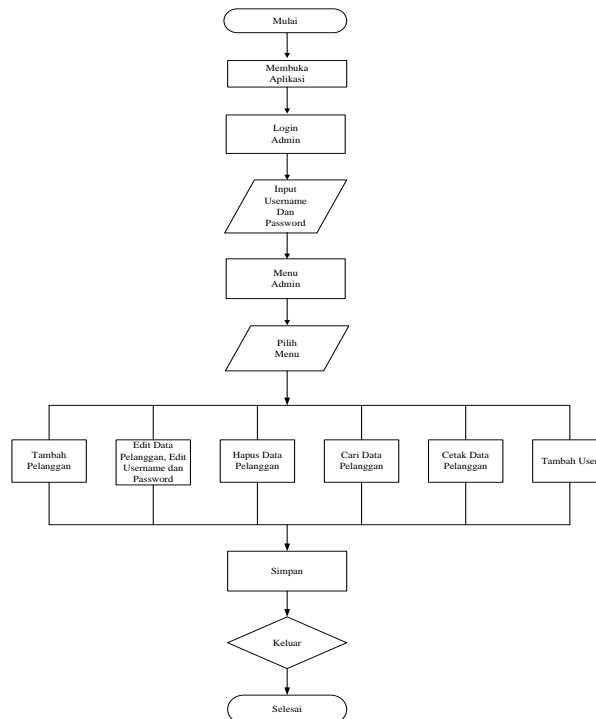 Mulai
Membuka
Aplikasi
Login
Admin
Input
Username
Dan
Password
Menu
Admin
Pilih
Menu
Tambah
Pelanggan
Edit Data
Pelanggan, Edit
Username dan
Password
Hapus Data
Pelanggan
Cari Data
Pelanggan
Cetak Data
Pelanggan
Tambah User
Simpan
Keluar
Selesai